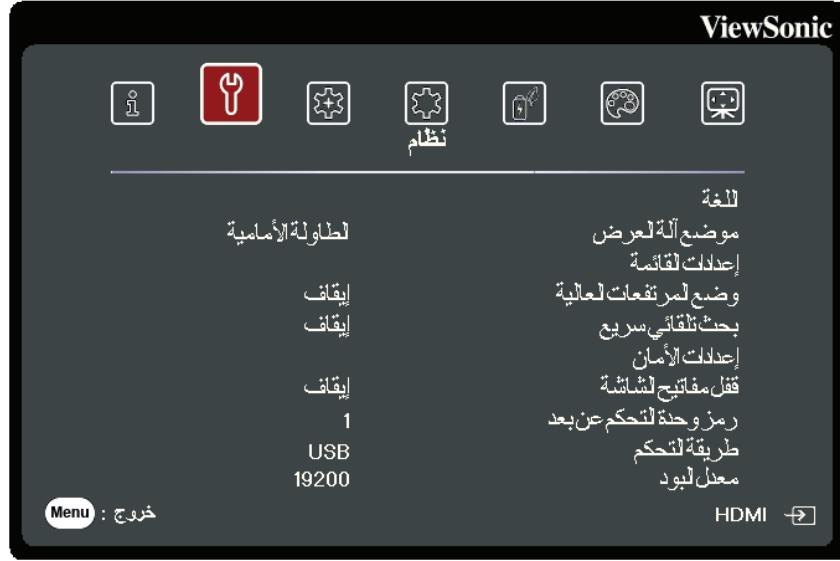 ViewSonic
نظام
اللغة
موضع آلة العرض الطاولة الأمامية
إعدادات القائمة
وضع المرتفعات العالية إيقاف
بحث تلقائي سريع إيقاف
إعدادات الأمان
قفل مفاتيح الشاشة إيقاف
رمز وحدة التحكم عن بعد 1
طريقة التحكم USB
معدل البود 19200
HDMI خروج : Menu